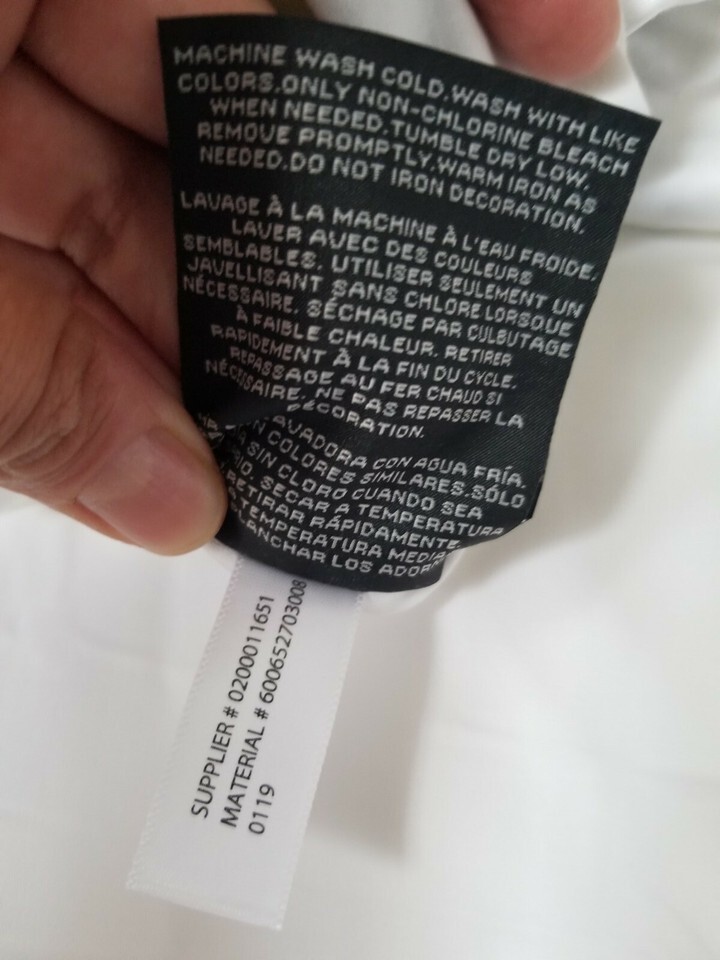 MACHINE WASH COLD.WASH WITH LIKE
COLORS.ONLY NON-CHLORINE BLEACH
WHEN NEEDED.TUMBLE DRY LOW.
REMOVE PROMPTLY.WARM IRON AS
NEEDED.DO NOT IRON DECORATION.
LAVAGE À LA MACHINE À L'EAU FROIDE.
LAVER AVEC DES COULEURS
SEMBLABLES. UTILISER SEULEMENT UN
JAVELLISANT SANS CHLORE LORSQUE
NÉCESSAIRE. SÉCHAGE PAR CULBUTAGE
À FAIBLE CHALEUR. RETIRER
RAPIDEMENT À LA FIN DU CYCLE.
REPASSAGE AU FER CHAUD SI
NÉCESSAIRE. NE PAS REPASSER LA
DÉCORATION.
LAVADORA CON AGUA FRÍA.
COLORES SIMILARES.SÓLO
SIN CLORO CUANDO SEA
SECAR A TEMPERATURA
RETIRAR RÁPIDAMENTE.
TEMPERATURA MEDIA
PLANCHAR LOS
SUPPLIER # 0200011651
MATERIAL # 600652703008
0119